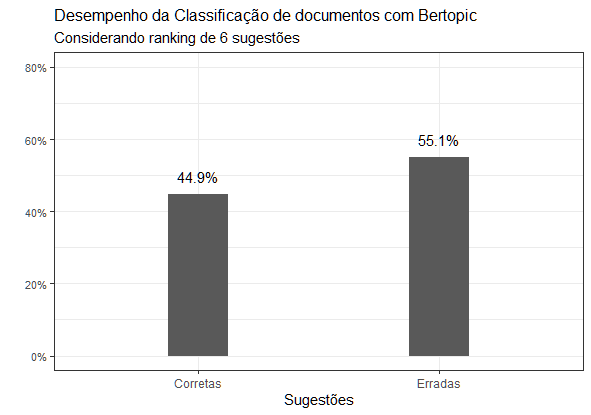 Desempenho da Classificação de documentos com Bertopic
Considerando ranking de 6 sugestões
80%
60%
40%
20%
0%
44.9%
55.1%
Corretas
Erradas
Sugestões